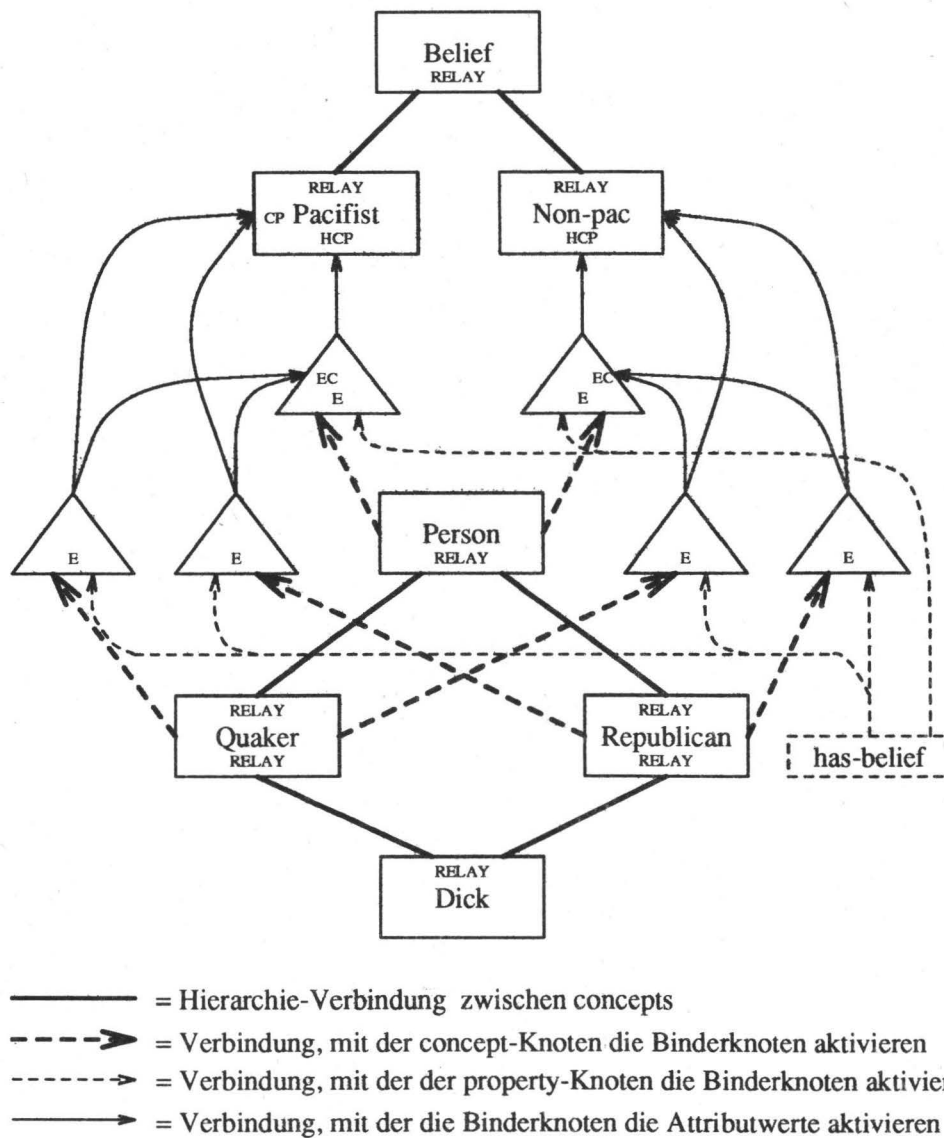 Belief
RELAY
RELAY
RELAY
CP Pacifist
Non-pac
HCP
HCP
EC
EC
E
E
Person
RELAY
E
E
E
E
RELAY
RELAY
Quaker
Republican
RELAY
RELAY
has-belief
RELAY
Dick
= Hierarchie-Verbindung zwischen concepts
= Verbindung, mit der concept-Knoten die Binderknoten aktivieren
= Verbindung, mit der der property-Knoten die Binderknoten aktivie
= Verbindung, mit der die Binderknoten die Attributwerte aktivieren